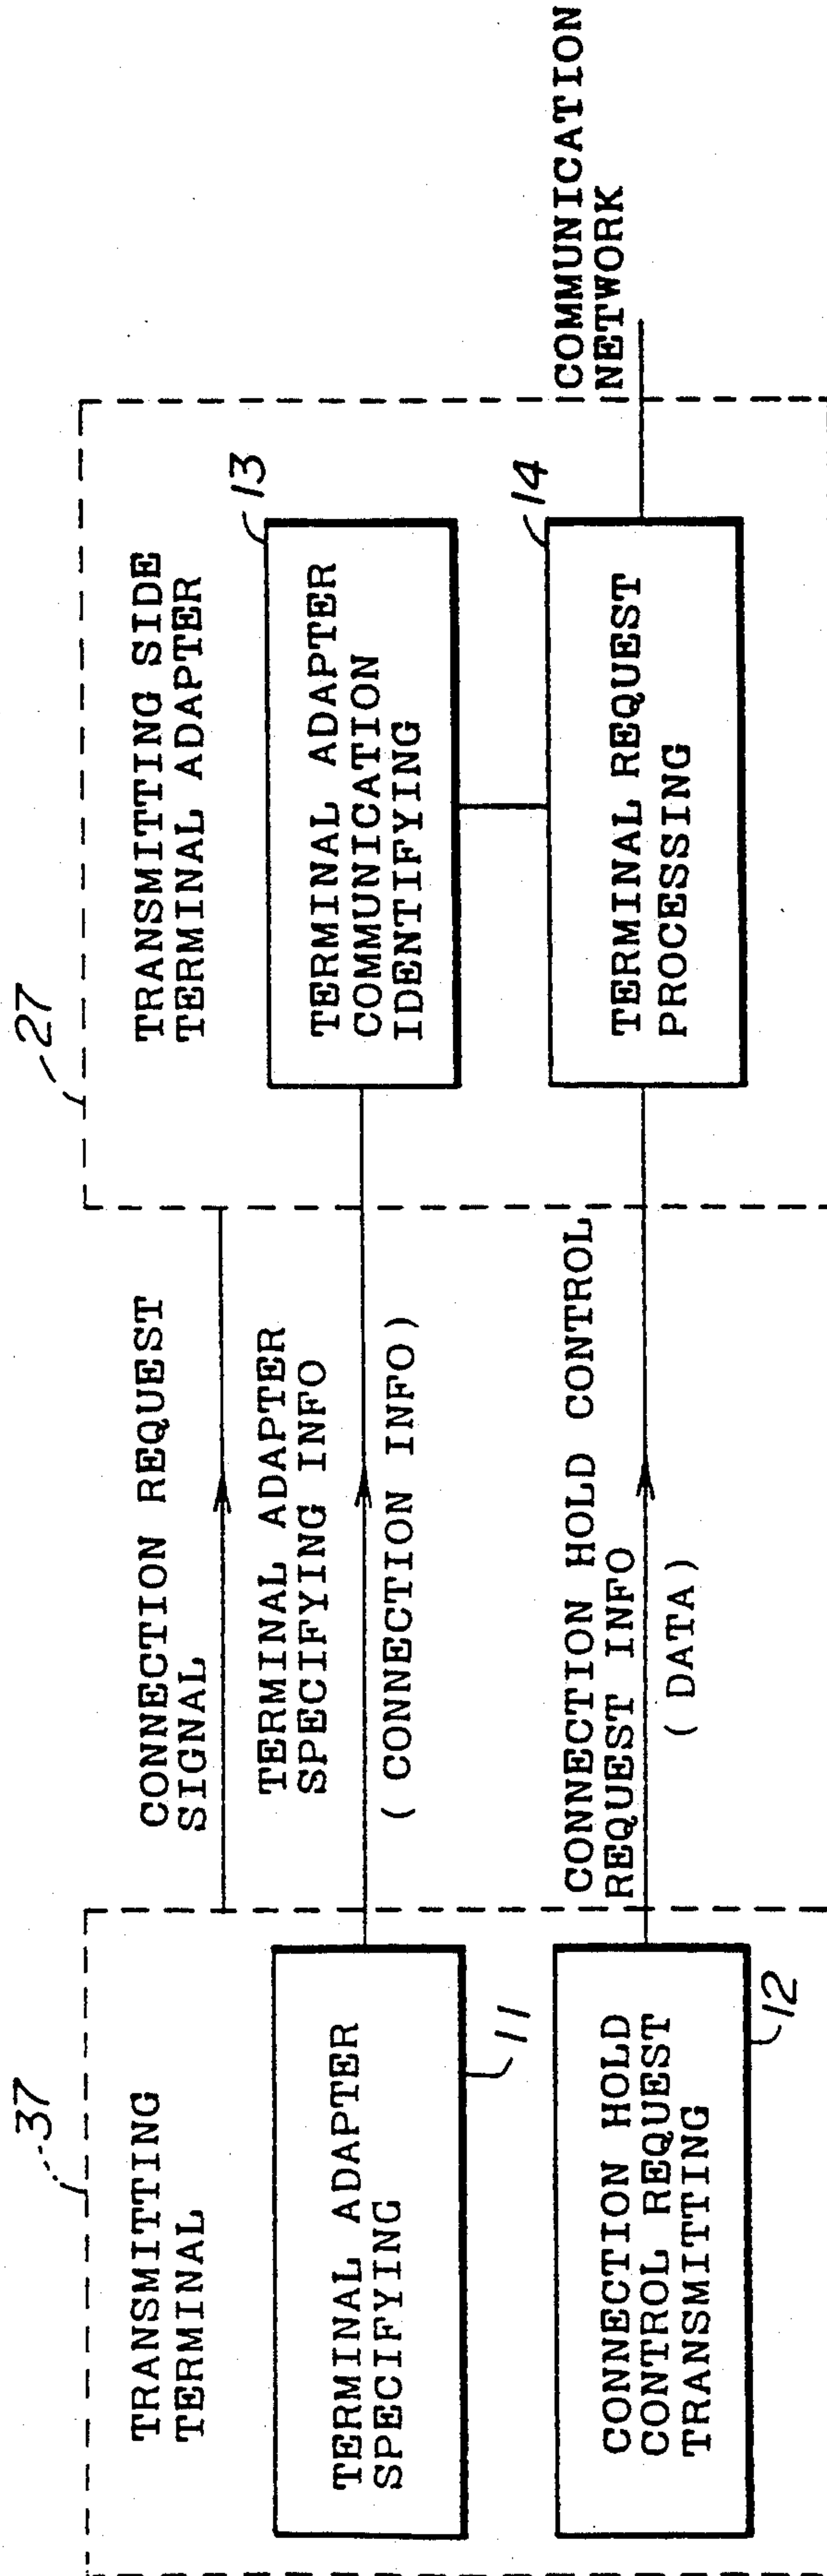 37
TRANSMITTING
TERMINAL
TERMINAL ADAPTER
SPECIFYING
11
CONNECTION HOLD
CONTROL REQUEST
TRANSMITTING
12
CONNECTION REQUEST
SIGNAL
TERMINAL ADAPTER
SPECIFYING INFO
( CONNECTION INFO)
CONNECTION HOLD CONTROL
REQUEST INFO
( DATA)
27
TRANSMITTING SIDE
TERMINAL ADAPTER
13
TERMINAL ADAPTER
COMMUNICATION
IDENTIFYING
14
TERMINAL REQUEST
PROCESSING
COMMUNICATION
NETWORK